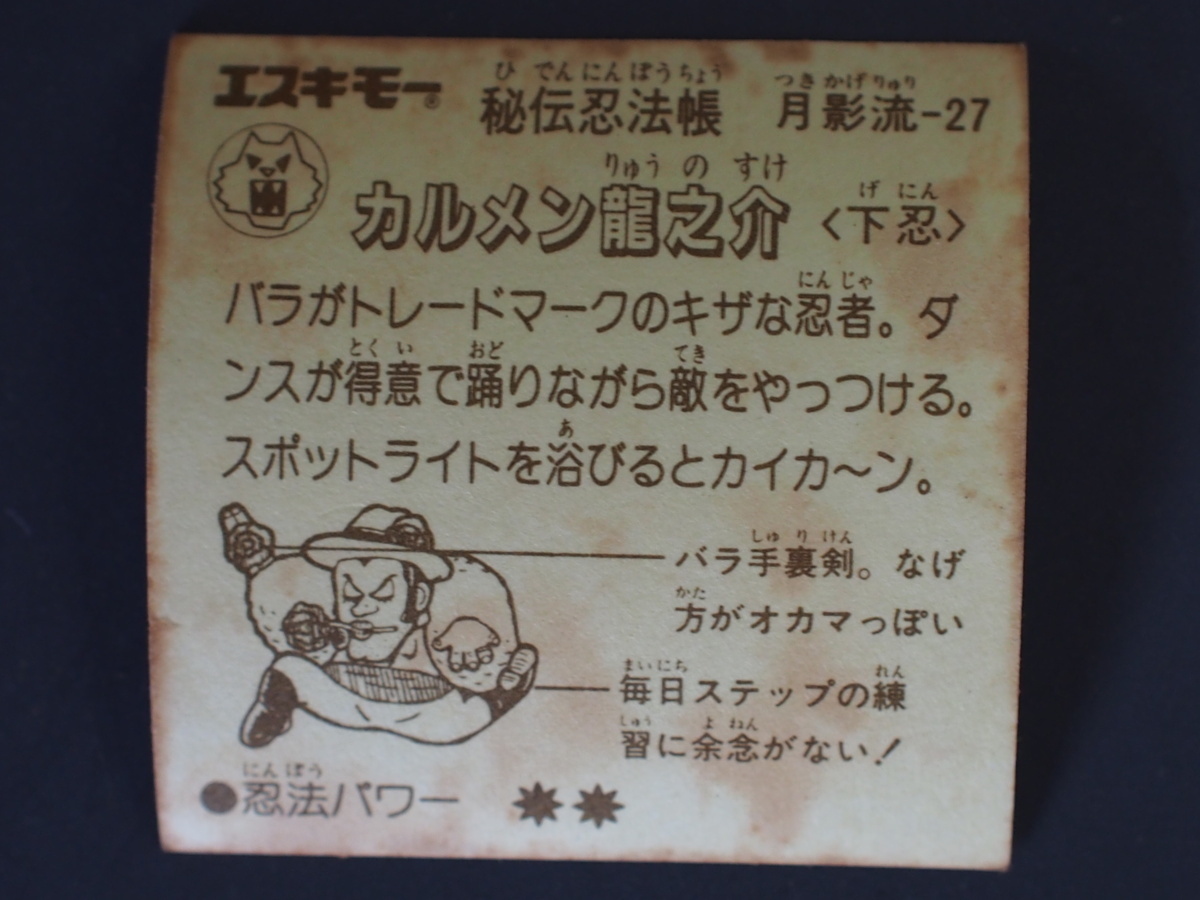 エスキモー® 秘伝忍法帳 月影流-27
ひでんにんぽうちょう つきかげりゅう
カルメン龍之介 〈下忍〉
りゅうのすけ げにん
バラがトレードマークのキザな忍者。ダ
にんじゃ
ンスが得意で踊りながら敵をやっつける。
とくい おど てき
スポットライトを浴びるとカイカ〜ン。
あ
バラ手裏剣。なげ
しゅりけん
方がオカマっぽい
かた
毎日ステップの練
まいにち れん
習に余念がない！
しゅう よねん
●忍法パワー ✸✸
にんぽう